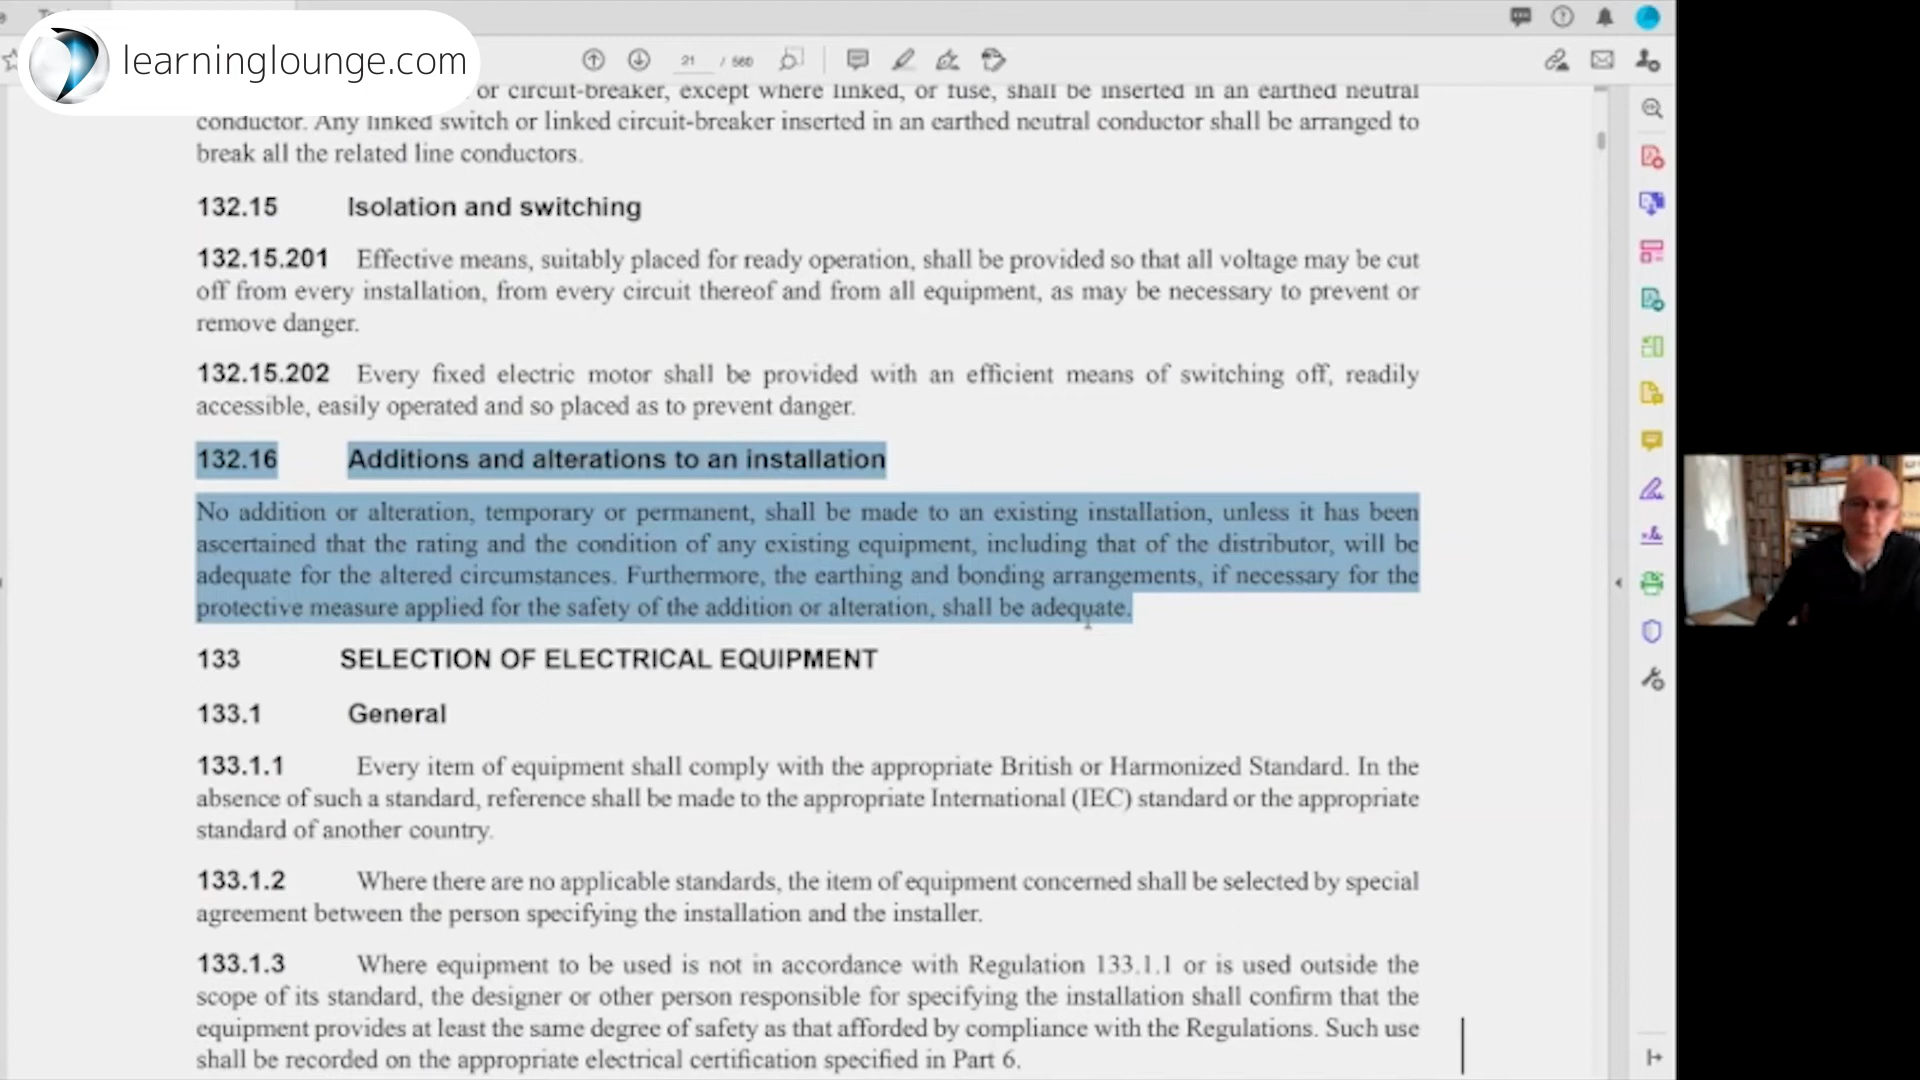 learninglounge.com
21 / 560
or circuit-breaker, except where linked, or fuse, shall be inserted in an earthed neutral
conductor. Any linked switch or linked circuit-breaker inserted in an earthed neutral conductor shall be arranged to
break all the related line conductors.
132.15 Isolation and switching
132.15.201 Effective means, suitably placed for ready operation, shall be provided so that all voltage may be cut
off from every installation, from every circuit thereof and from all equipment, as may be necessary to prevent or
remove danger.
132.15.202 Every fixed electric motor shall be provided with an efficient means of switching off, readily
accessible, easily operated and so placed as to prevent danger.
132.16 Additions and alterations to an installation
No addition or alteration, temporary or permanent, shall be made to an existing installation, unless it has been
ascertained that the rating and the condition of any existing equipment, including that of the distributor, will be
adequate for the altered circumstances. Furthermore, the earthing and bonding arrangements, if necessary for the
protective measure applied for the safety of the addition or alteration, shall be adequate.
133 SELECTION OF ELECTRICAL EQUIPMENT
133.1 General
133.1.1 Every item of equipment shall comply with the appropriate British or Harmonized Standard. In the
absence of such a standard, reference shall be made to the appropriate International (IEC) standard or the appropriate
standard of another country.
133.1.2 Where there are no applicable standards, the item of equipment concerned shall be selected by special
agreement between the person specifying the installation and the installer.
133.1.3 Where equipment to be used is not in accordance with Regulation 133.1.1 or is used outside the
scope of its standard, the designer or other person responsible for specifying the installation shall confirm that the
equipment provides at least the same degree of safety as that afforded by compliance with the Regulations. Such use
shall be recorded on the appropriate electrical certification specified in Part 6.